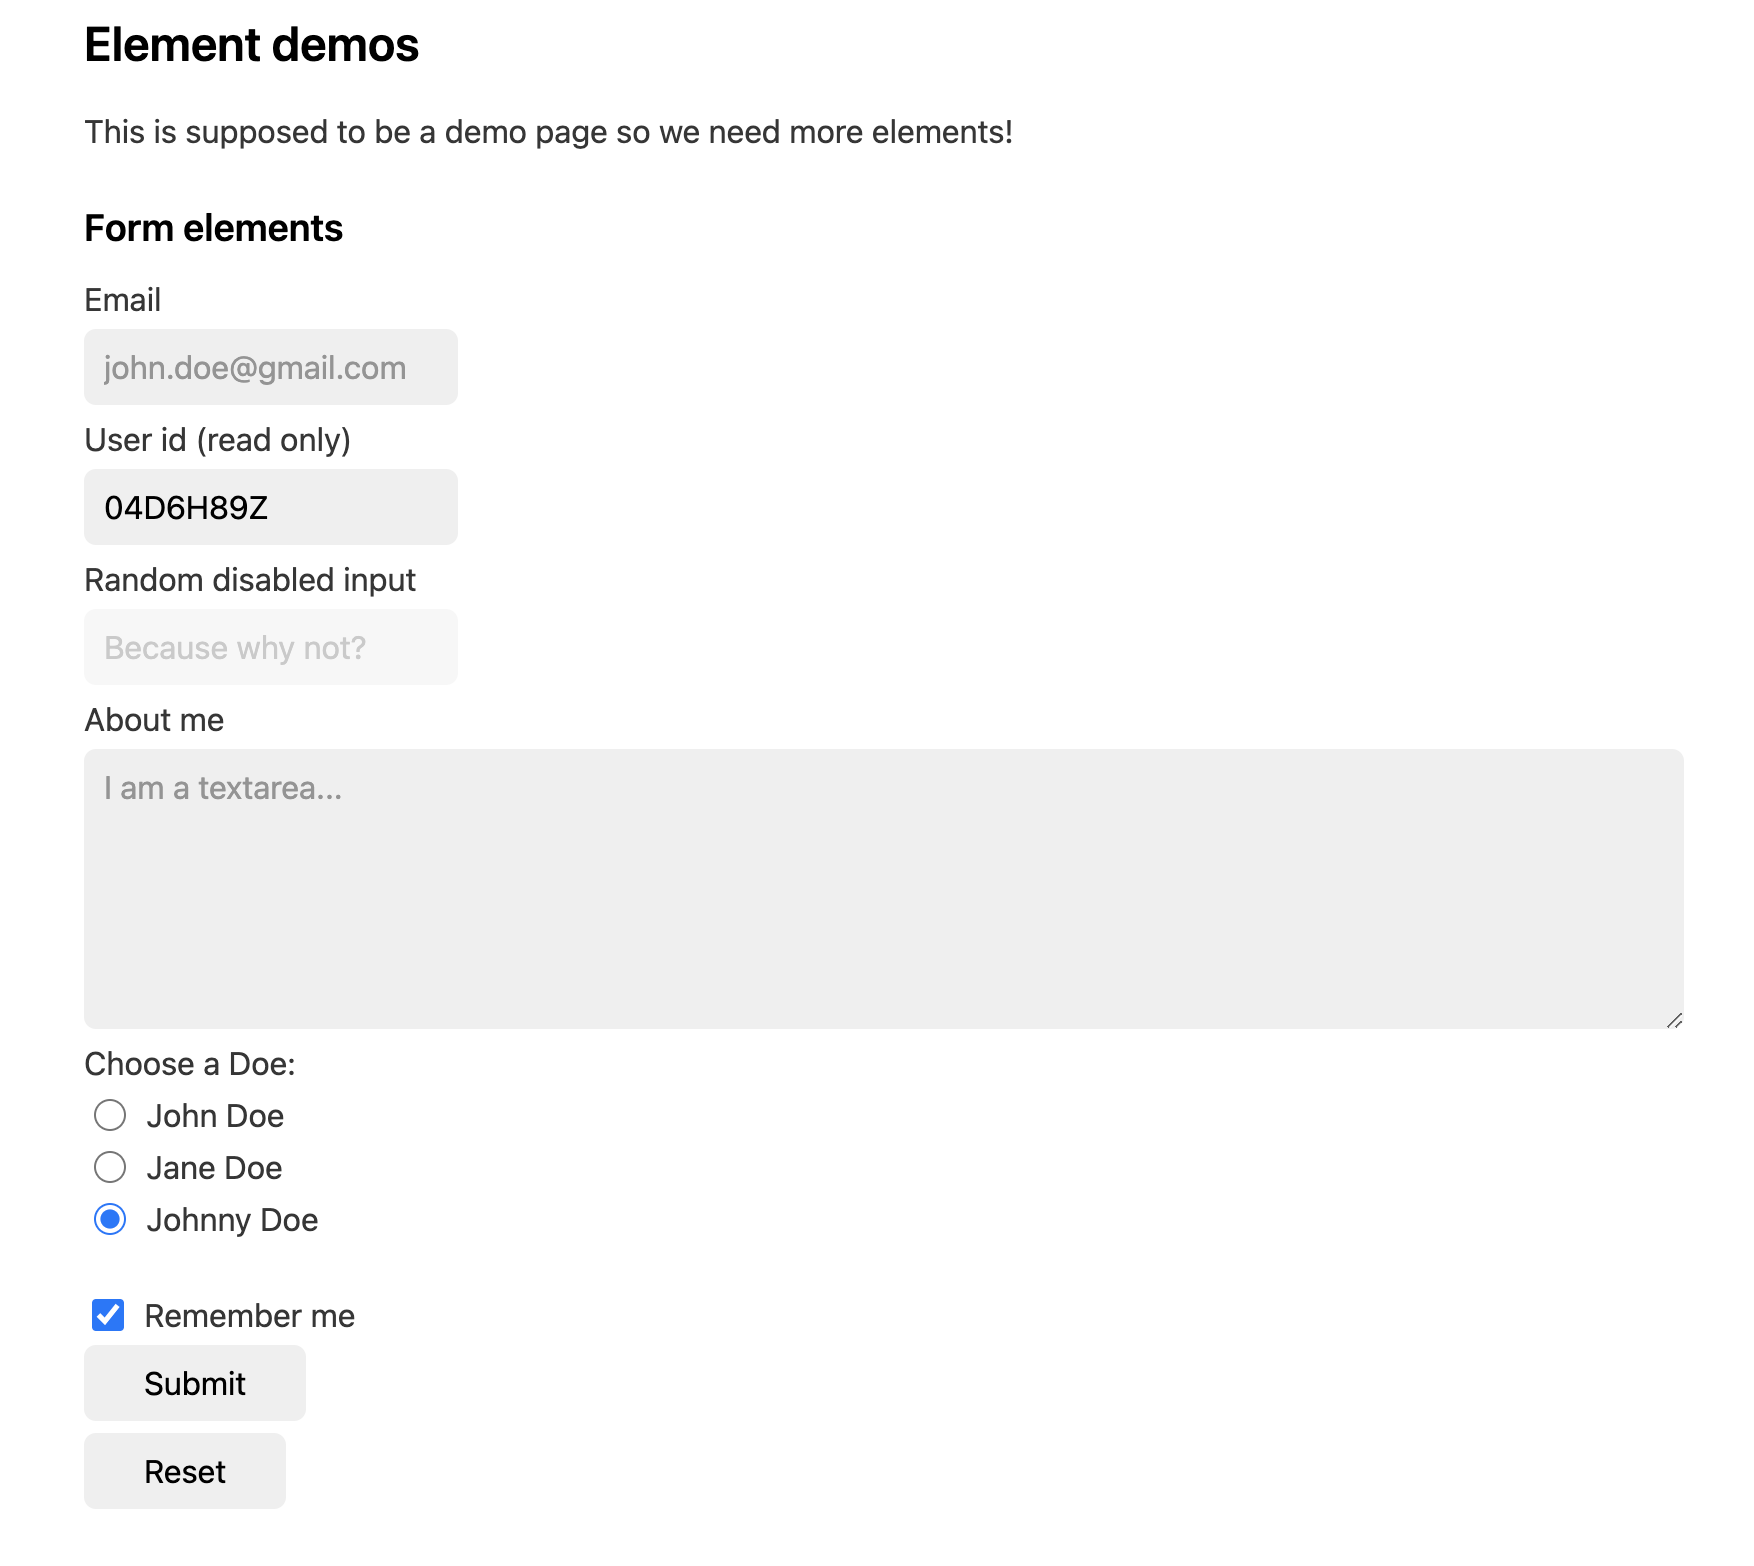 Element demos
This is supposed to be a demo page so we need more elements!
Form elements
Email
john.doe@gmail.com
User id (read only)
04D6H89Z
Random disabled input
Because why not?
About me
I am a textarea...
Choose a Doe:
John Doe
Jane Doe
Johnny Doe
Remember me
Submit
Reset